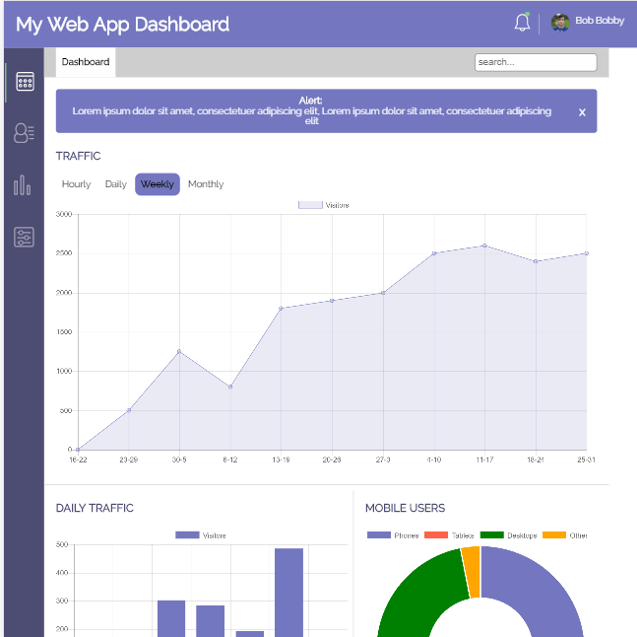 My Web App Dashboard
Bob Bobby
Dashboard
search...
Alert:
Lorem ipsum dolor sit amet, consectetuer adipiscing elit, Lorem ipsum dolor sit amet, consectetuer adipiscing
elit
X
TRAFFIC
Hourly Daily Weekly Monthly
Visitors
3000
2500
2000
1500
1000
500
0
16-22 23-29 30-5 6-12 13-19 20-26 27-3 4-10 11-17 18-24 25-31
DAILY TRAFFIC
Visitors
500
400
300
200
MOBILE USERS
Phones Tablets Desktops Other